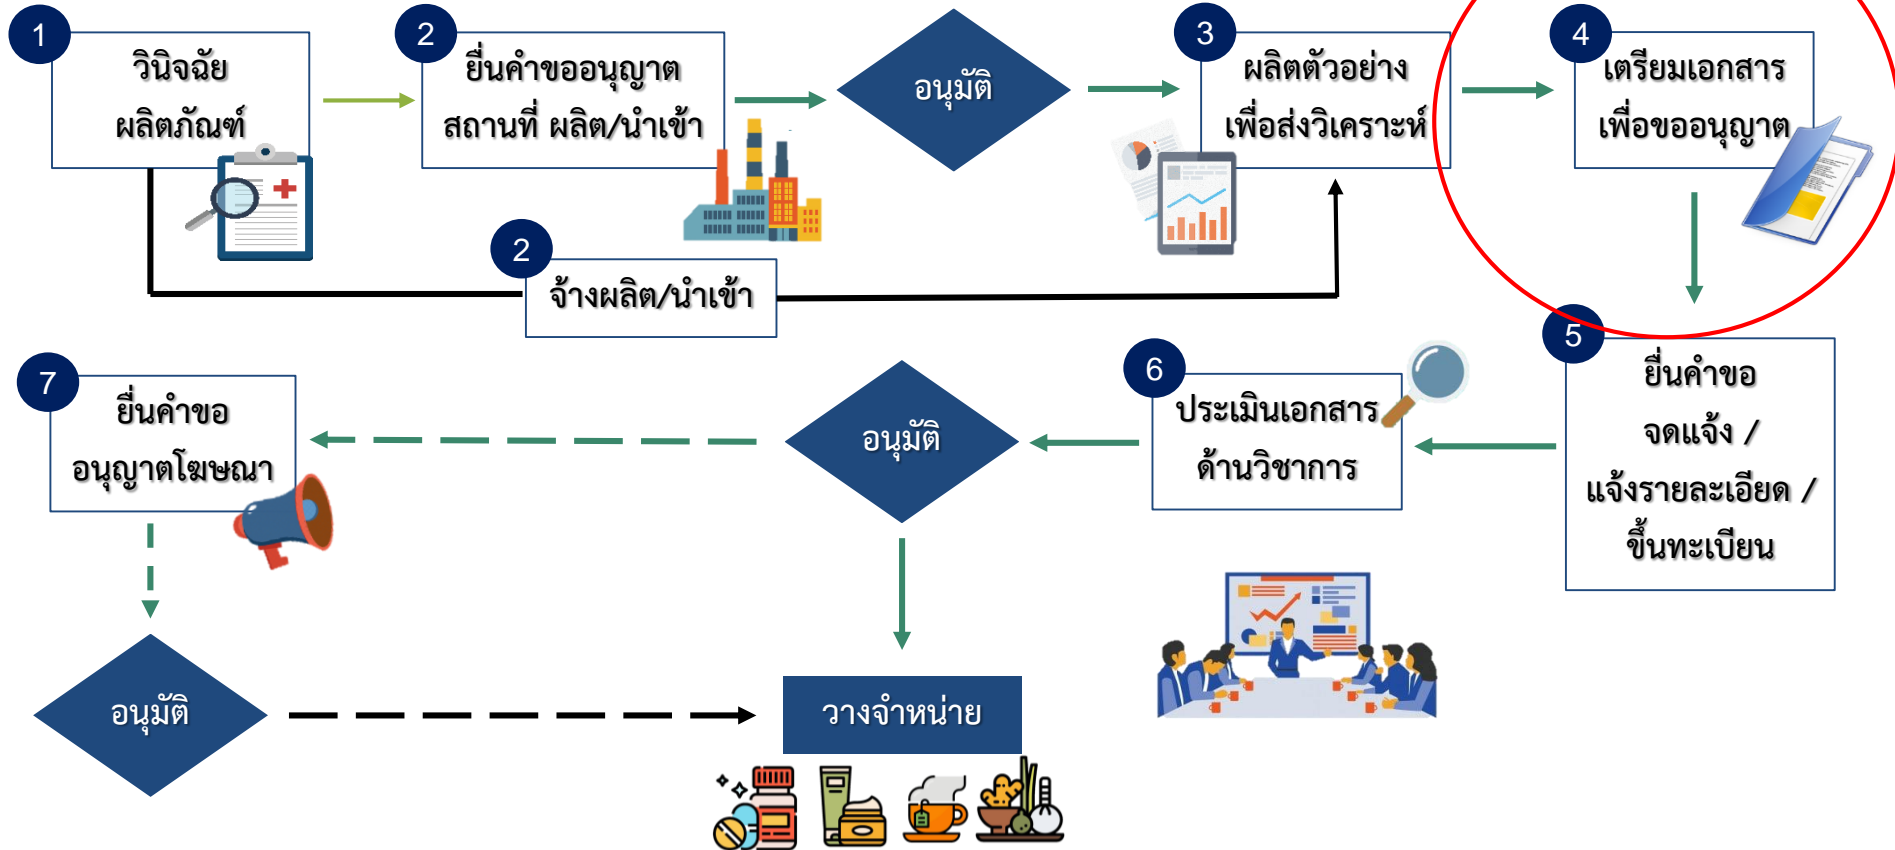 1
วินิจฉัย
ผลิตภัณฑ์
2
ยื่นคำขออนุญาต
สถานที่ ผลิต/นำเข้า
อนุมัติ
3
ผลิตตัวอย่าง
เพื่อส่งวิเคราะห์
4
เตรียมเอกสาร
เพื่อขออนุญาต
2
จ้างผลิต/นำเข้า
5
ยื่นคำขอ
จดแจ้ง /
แจ้งรายละเอียด /
ขึ้นทะเบียน
6
ประเมินเอกสาร
ด้านวิชาการ
อนุมัติ
7
ยื่นคำขอ
อนุญาตโฆษณา
อนุมัติ
วางจำหน่าย